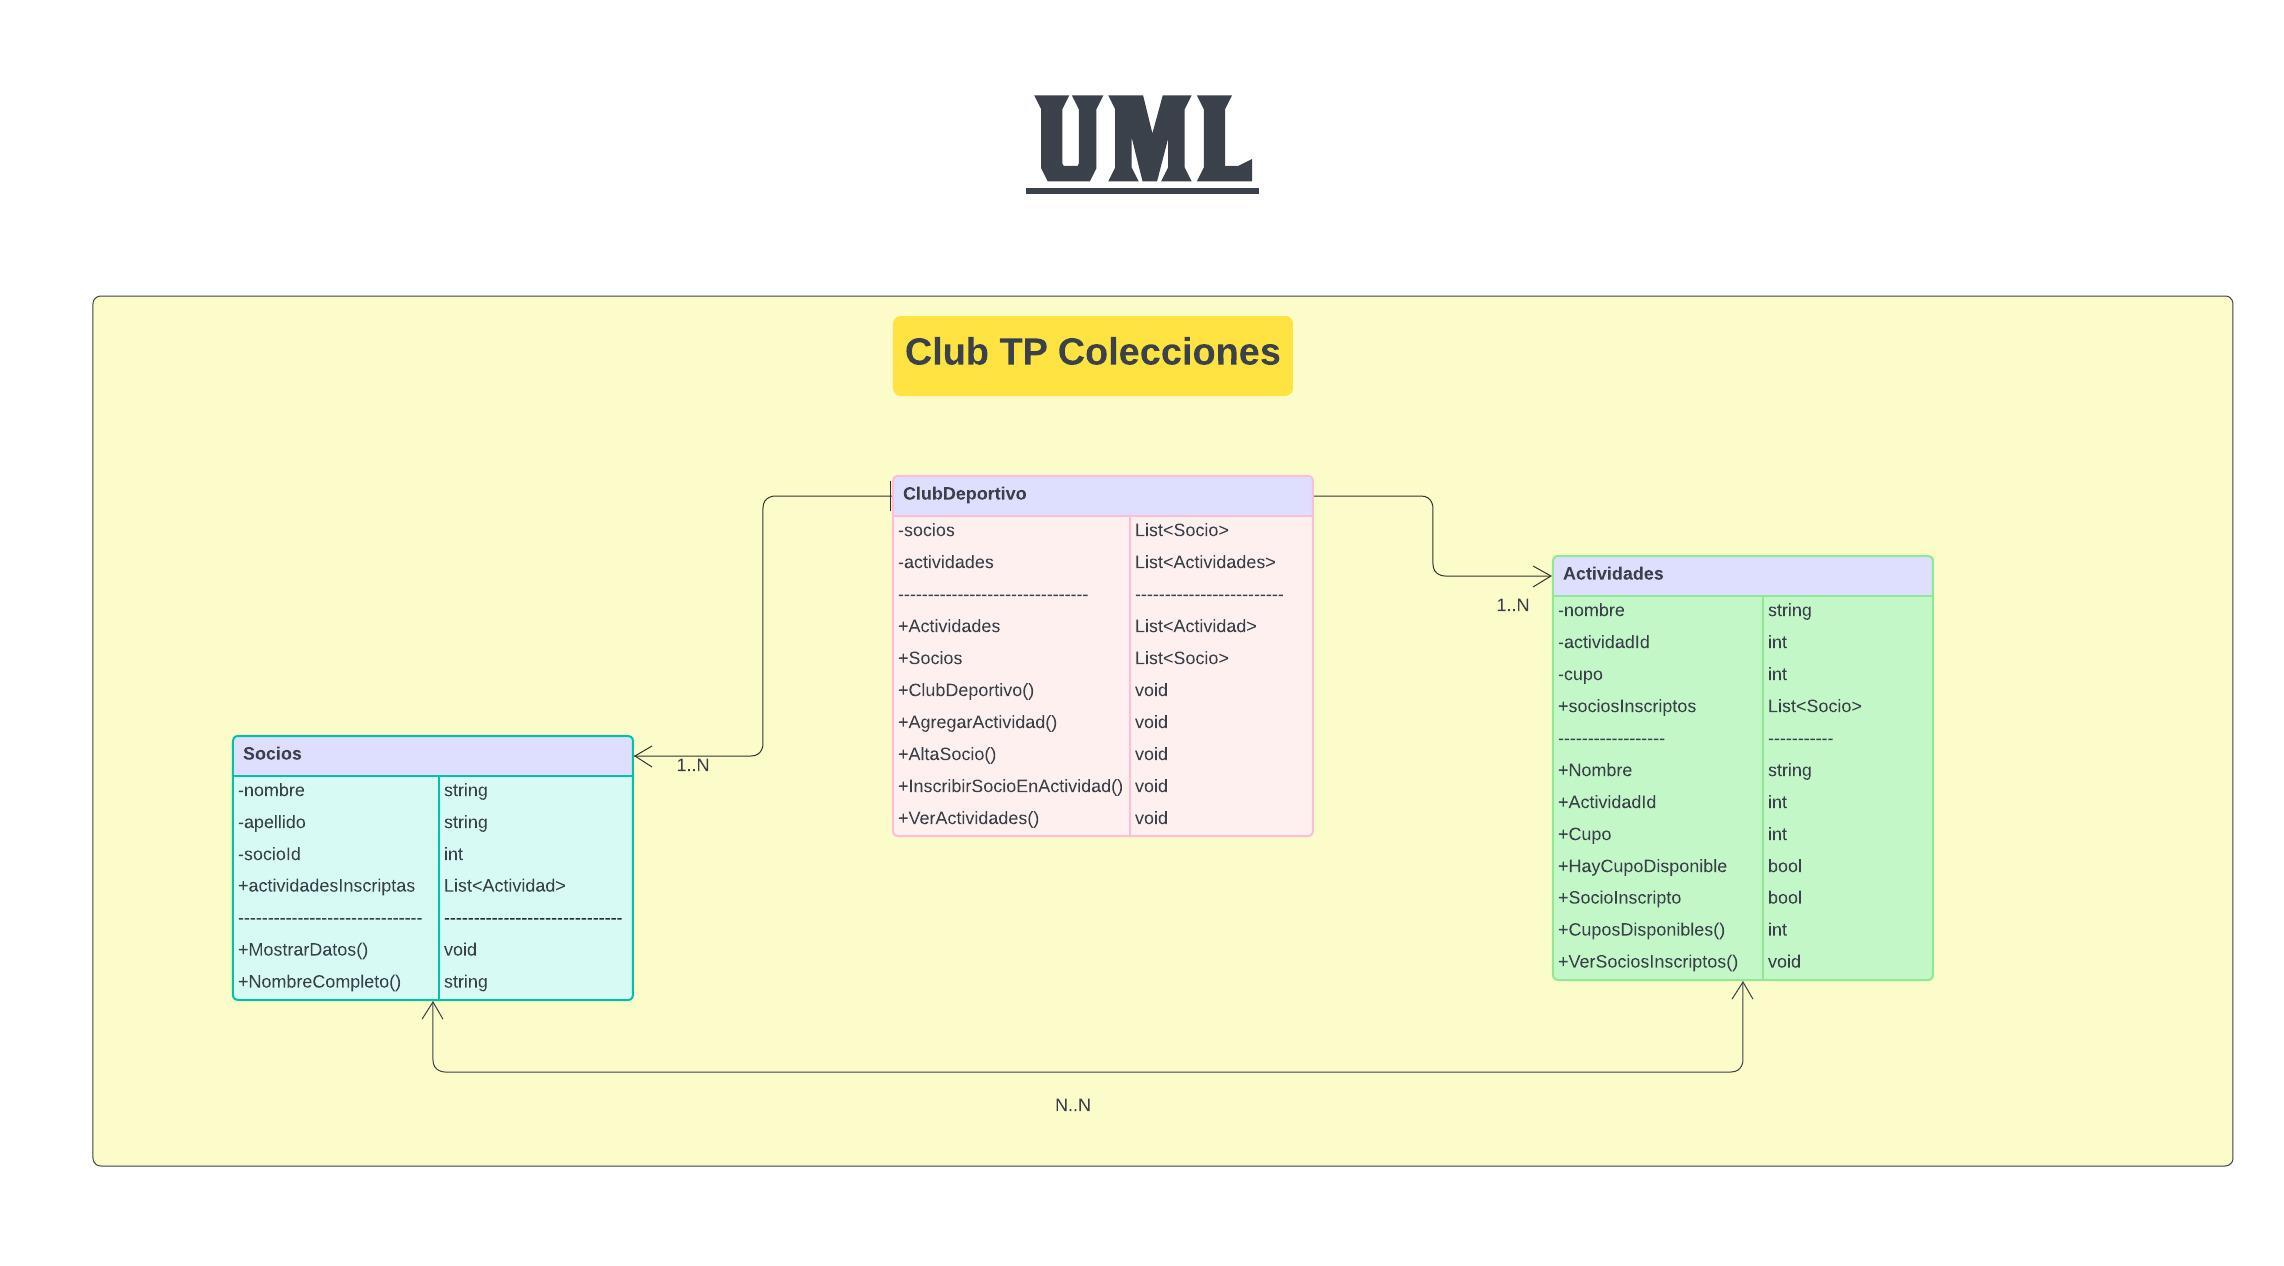 UML
Club TP Colecciones
ClubDeportivo
-socios List<Socio>
-actividades List<Actividades>
-------------------------------- -------------------------
+Actividades List<Actividad>
+Socios List<Socio>
+ClubDeportivo() void
+AgregarActividad() void
+AltaSocio() void
+InscribirSocioEnActividad() void
+VerActividades() void
1..N
Socios
-nombre string
-apellido string
-socioId int
+actividadesInscriptas List<Actividad>
------------------------------- ------------------------------
+MostrarDatos() void
+NombreCompleto() string
1..N
Actividades
-nombre string
-actividadId int
-cupo int
+sociosInscriptos List<Socio>
------------------ -----------
+Nombre string
+ActividadId int
+Cupo int
+HayCupoDisponible bool
+SocioInscripto bool
+CuposDisponibles() int
+VerSociosInscriptos() void
N..N